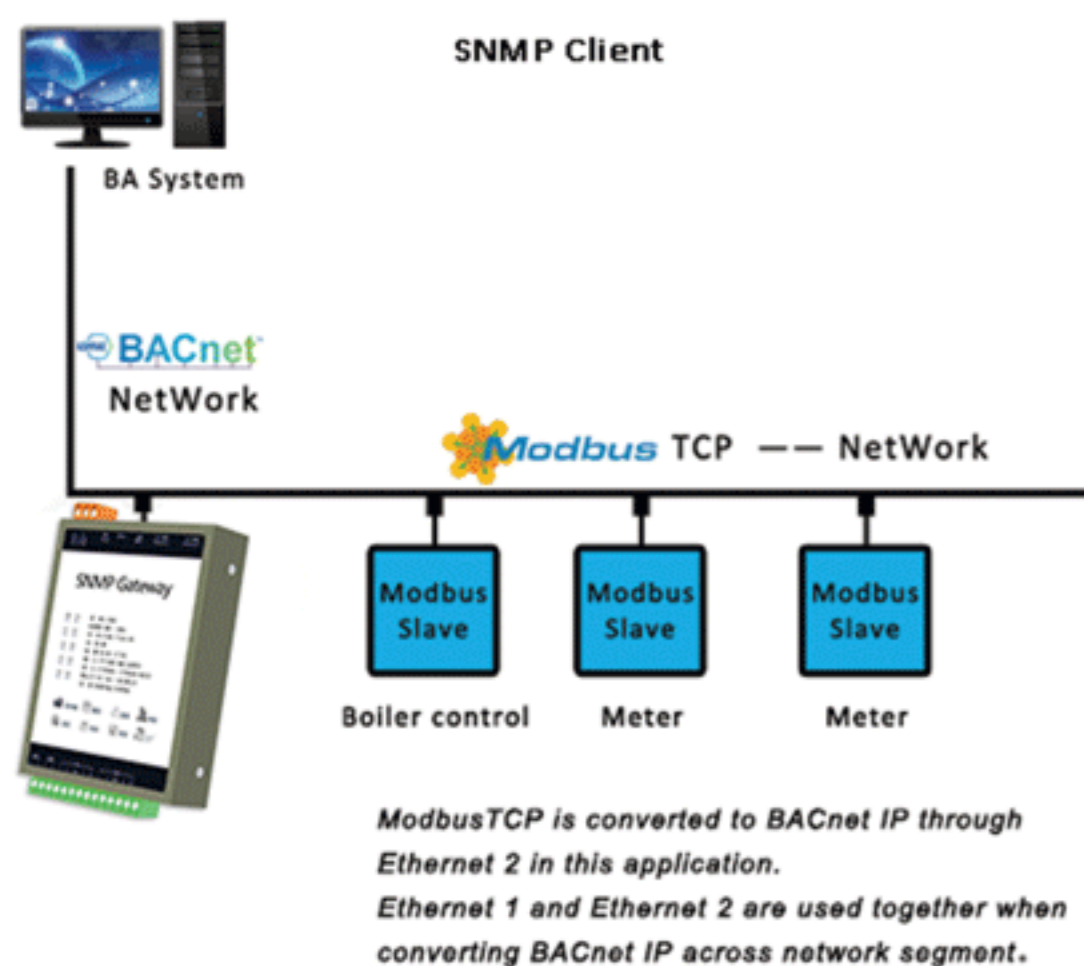 SNMP Client
BA System
BACnet
NetWork
Modbus TCP —— NetWork
SNMP Gateway
Modbus
Slave
Modbus
Slave
Modbus
Slave
Boiler control
Meter
Meter
ModbusTCP is converted to BACnet IP through
Ethernet 2 in this application.
Ethernet 1 and Ethernet 2 are used together when
converting BACnet IP across network segment.